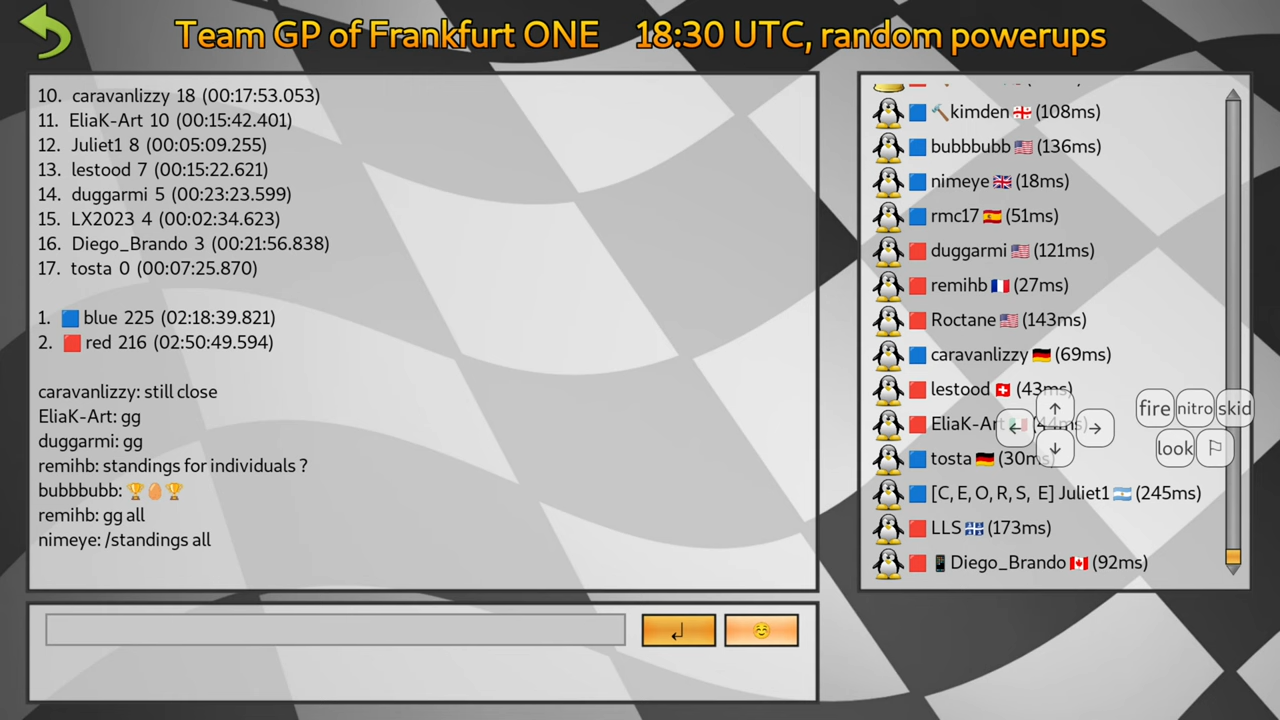 Team GP of Frankfurt ONE 18:30 UTC, random powerups
10. caravanlizzy 18 (00:17:53.053)
11. EliaK-Art 10 (00:15:42.401)
12. Juliet1 8 (00:05:09.255)
13. lestood 7 (00:15:22.621)
14. duggarmi 5 (00:23:23.599)
15. LX2023 4 (00:02:34.623)
16. Diego_Brando 3 (00:21:56.838)
17. tosta 0 (00:07:25.870)
1. 🟦 blue 225 (02:18:39.821)
2. 🟥 red 216 (02:50:49.594)
caravanlizzy: still close
EliaK-Art: gg
duggarmi: gg
remihb: standings for individuals ?
bubbbubb: 🏆🥚🏆
remihb: gg all
nimeye: /standings all
🟦 🔨kimden 🇬🇪 (108ms)
🟦 bubbbubb 🇺🇸 (136ms)
🟦 nimeye 🇬🇧 (18ms)
🟦 rmc17 🇪🇸 (51ms)
🟥 duggarmi 🇺🇸 (121ms)
🟥 remihb 🇫🇷 (27ms)
🟥 Roctane 🇺🇸 (143ms)
🟦 caravanlizzy 🇩🇪 (69ms)
🟥 lestood 🇨🇭 (43ms)
🟥 EliaK-Art (44ms)
🟦 tosta 🇩🇪 (30ms)
🟦 [C, E, O, R, S, E] Juliet1 🇦🇷 (245ms)
🟥 LLS (173ms)
🟥 📱Diego_Brando 🇨🇦 (92ms)
fire nitro skid
look